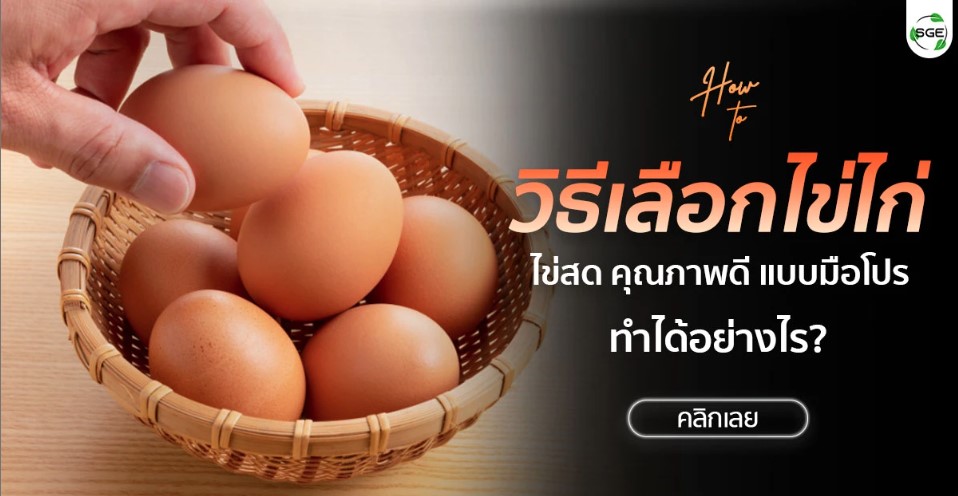 SGE
How
to
วิธีเลือกไข่ไก่
ไข่สด คุณภาพดี แบบมือโปร
ทำได้อย่างไร?
คลิกเลย